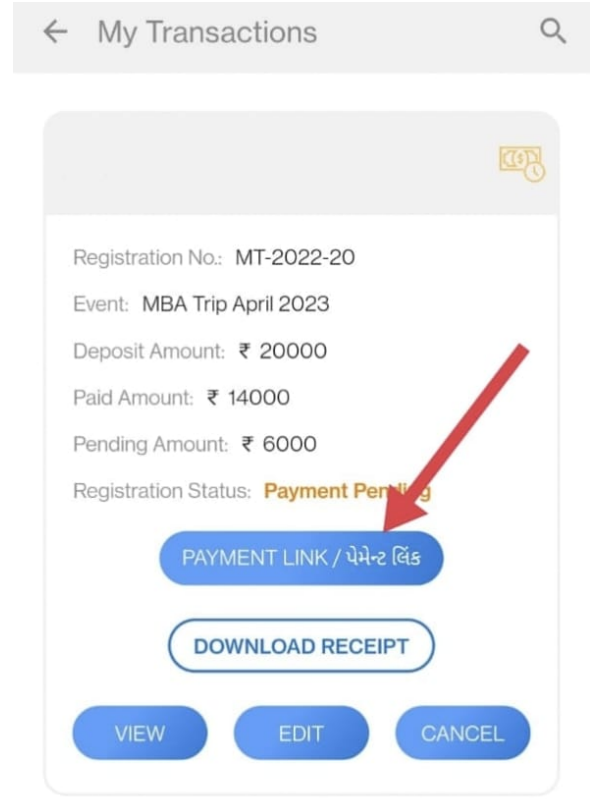 My Transactions
Registration No.: MT-2022-20
Event: MBA Trip April 2023
Deposit Amount: ₹ 20000
Paid Amount: ₹ 14000
Pending Amount: ₹ 6000
Registration Status: Payment Pending
PAYMENT LINK / પેમેન્ટ લિંક
DOWNLOAD RECEIPT
VIEW EDIT CANCEL